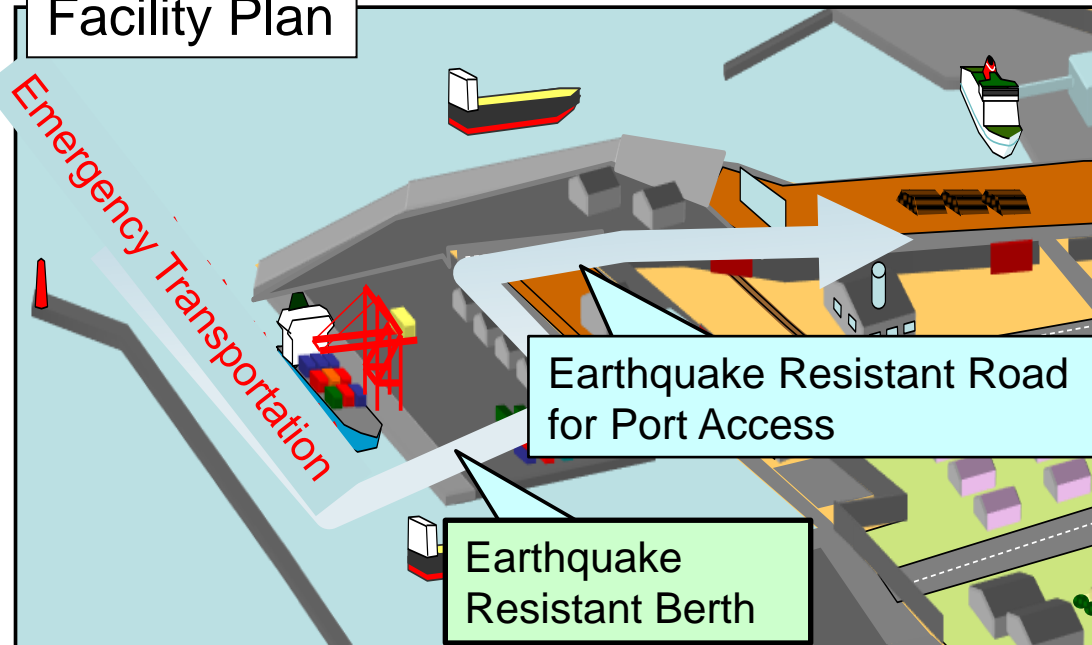 Facility Plan
Emergency Transportation
Earthquake Resistant Road
for Port Access
Earthquake
Resistant Berth